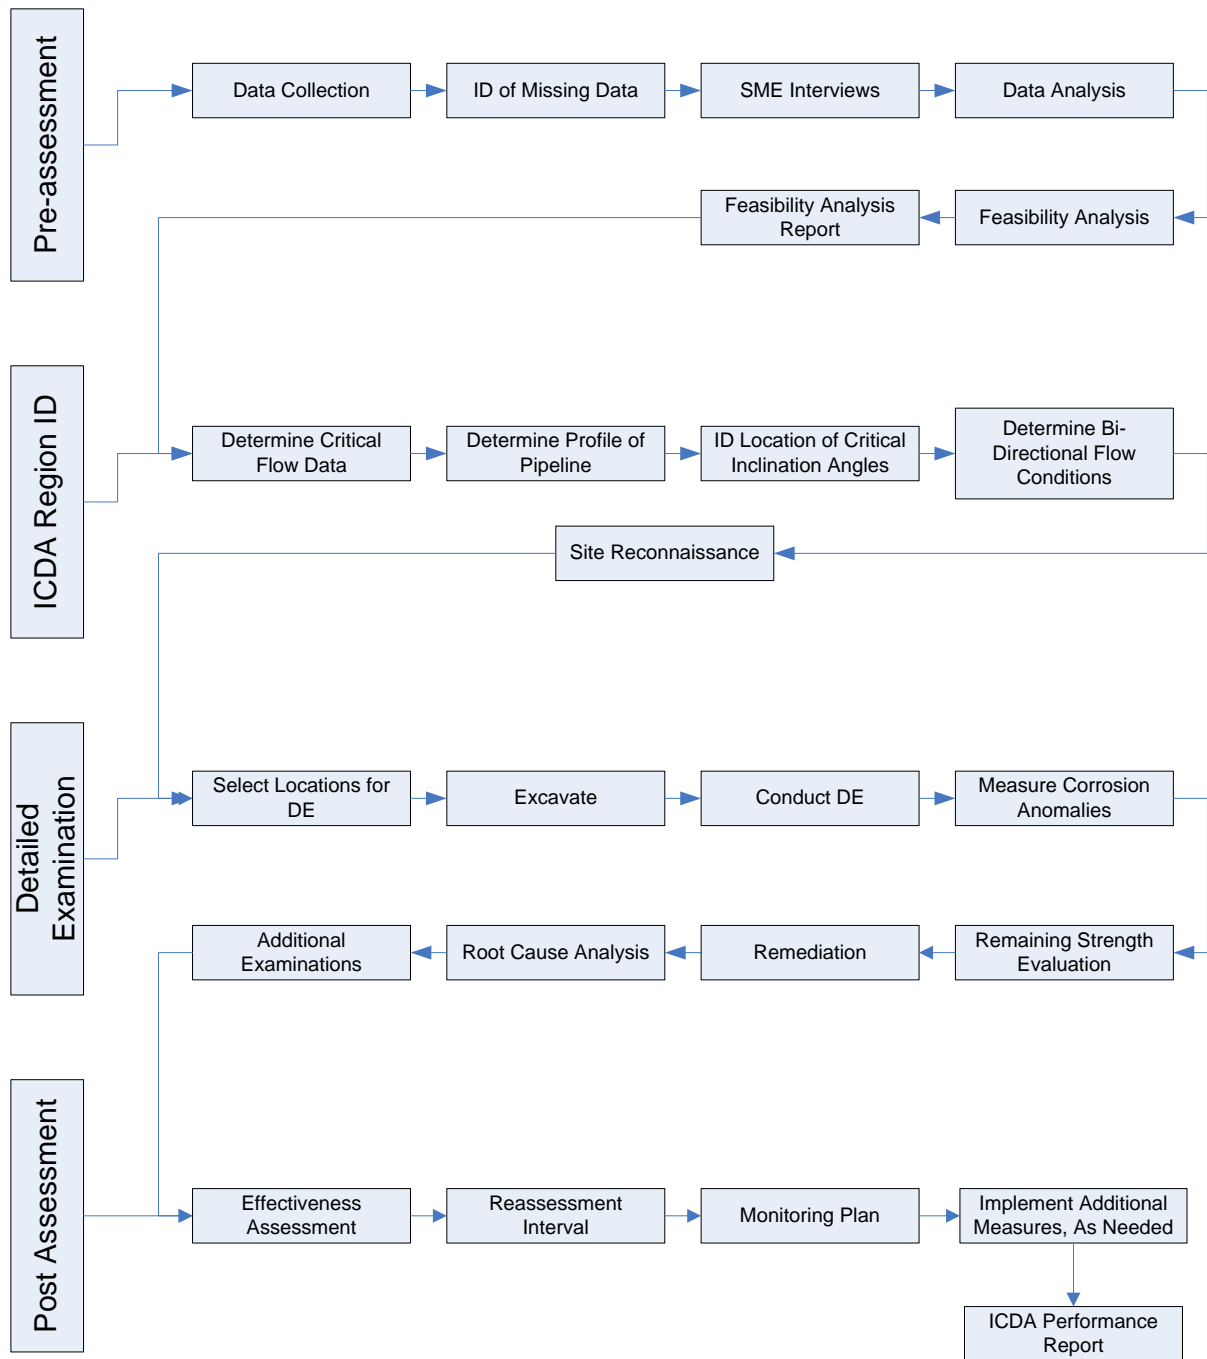 Pre-assessment
Data Collection
ID of Missing Data
SME Interviews
Data Analysis
Feasibility Analysis
Report
Feasibility Analysis
ICDA Region ID
Determine Critical
Flow Data
Determine Profile of
Pipeline
ID Location of Critical
Inclination Angles
Determine Bi-
Directional Flow
Conditions
Site Reconnaissance
Detailed
Examination
Select Locations for
DE
Excavate
Conduct DE
Measure Corrosion
Anomalies
Additional
Examinations
Root Cause Analysis
Remediation
Remaining Strength
Evaluation
Post Assessment
Effectiveness
Assessment
Reassessment
Interval
Monitoring Plan
Implement Additional
Measures, As Needed
ICDA Performance
Report